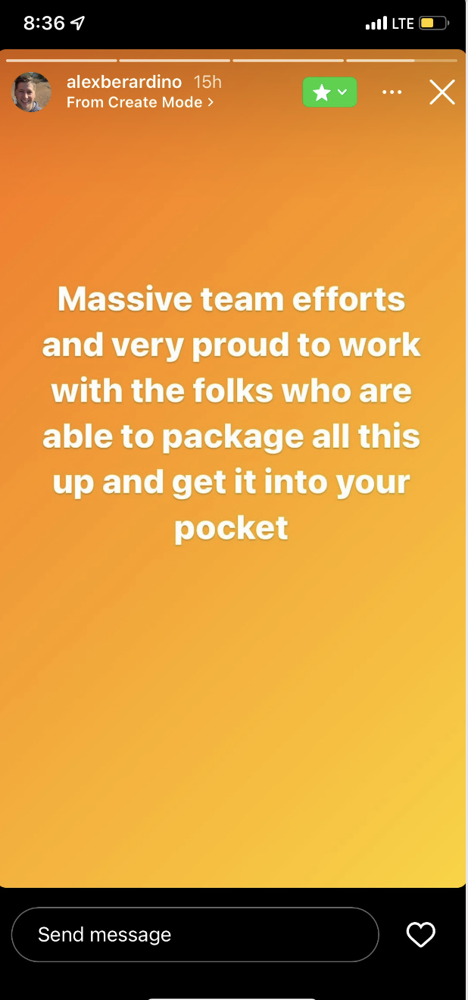 8:36 LTE
alexberardino 15h
From Create Mode >
Massive team efforts
and very proud to work
with the folks who are
able to package all this
up and get it into your
pocket
Send message